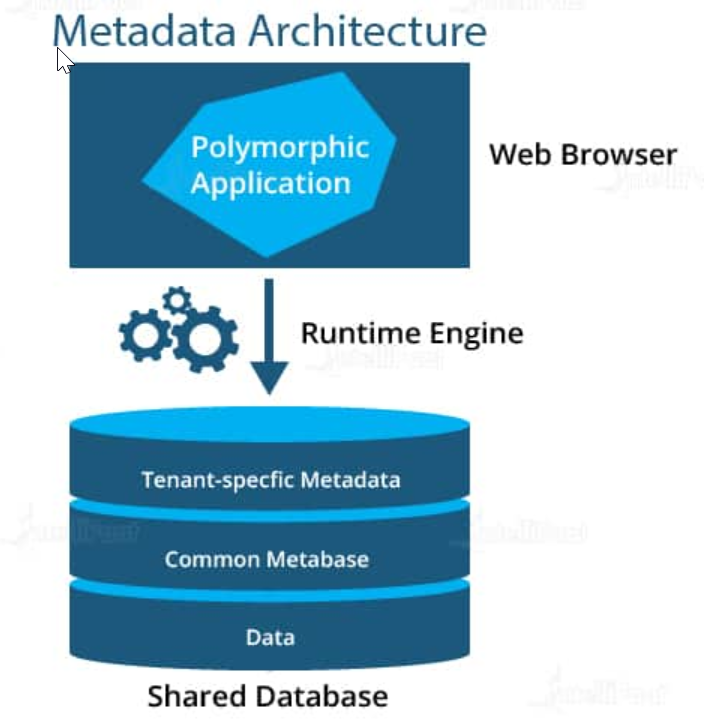 Metadata Architecture
Polymorphic
Application
Web Browser
Runtime Engine
Tenant-specfic Metadata
Common Metabase
Data
Shared Database